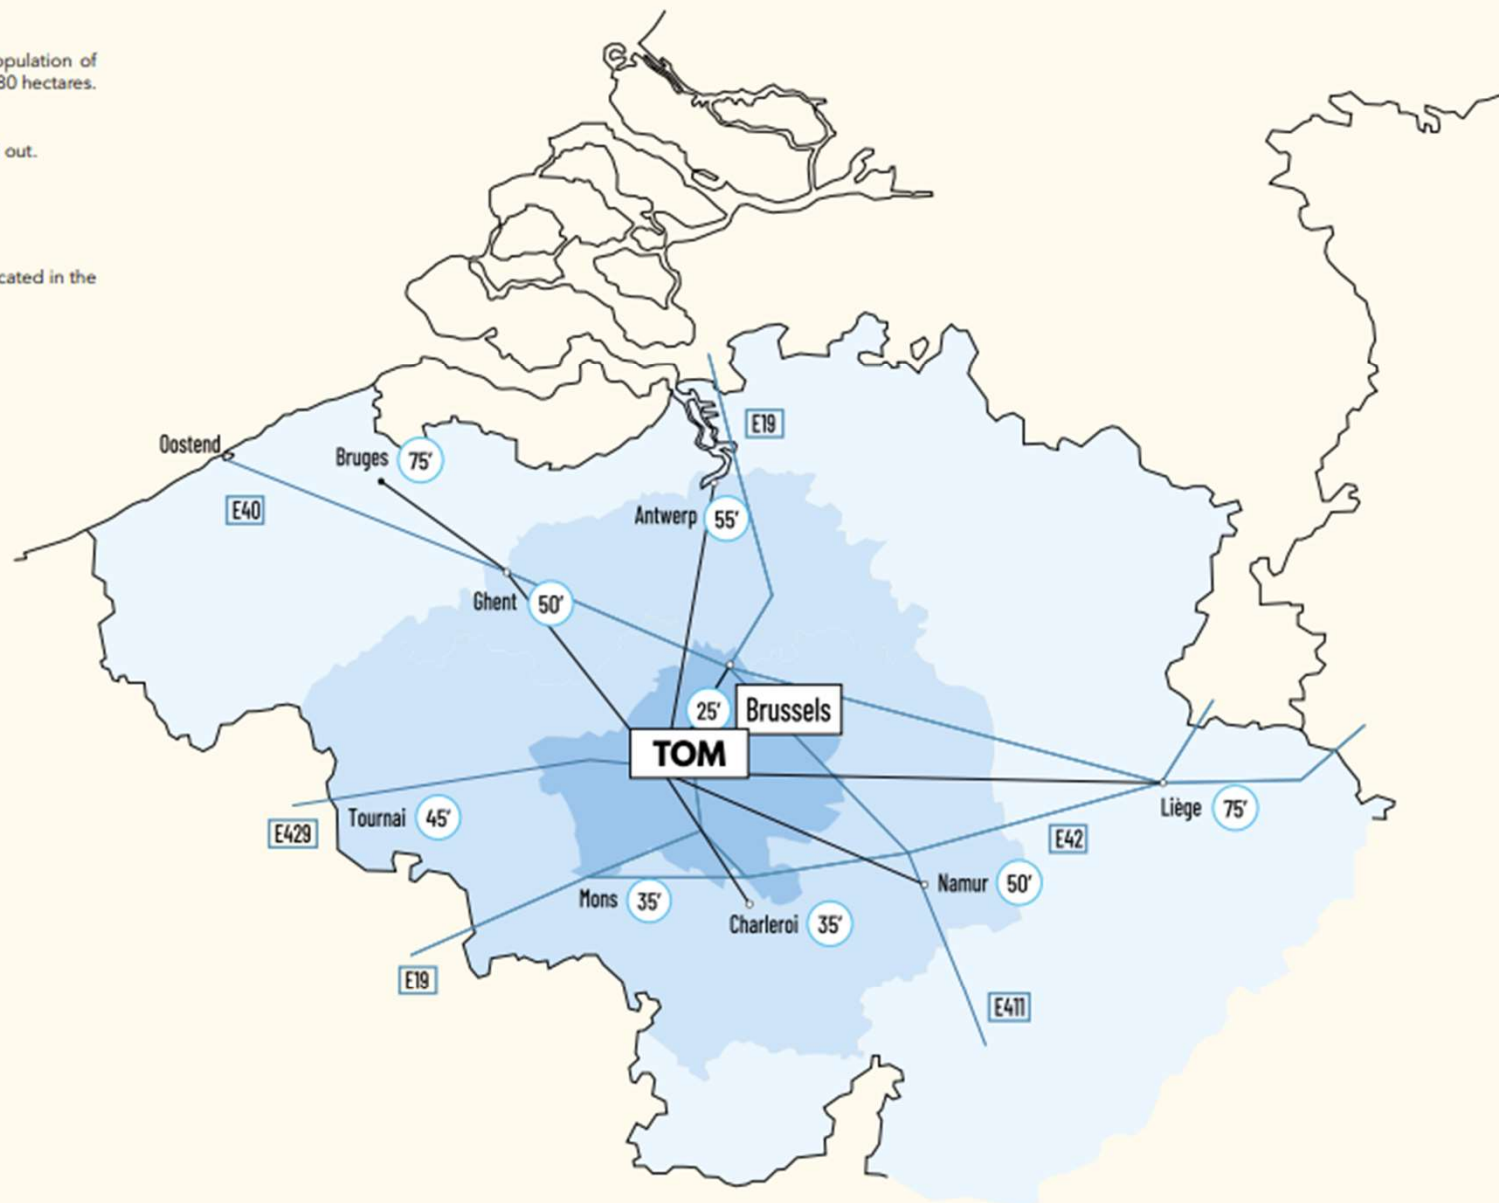 opulation of
80 hectares.
out.
cated in the
E19
Oostend
Bruges 75′
E40
Antwerp 55′
Ghent 50′
25′ Brussels
TOM
Liège 75′
Tournai 45′
E429
E42
Namur 50′
Mons 35′
Charleroi 35′
E19
E411